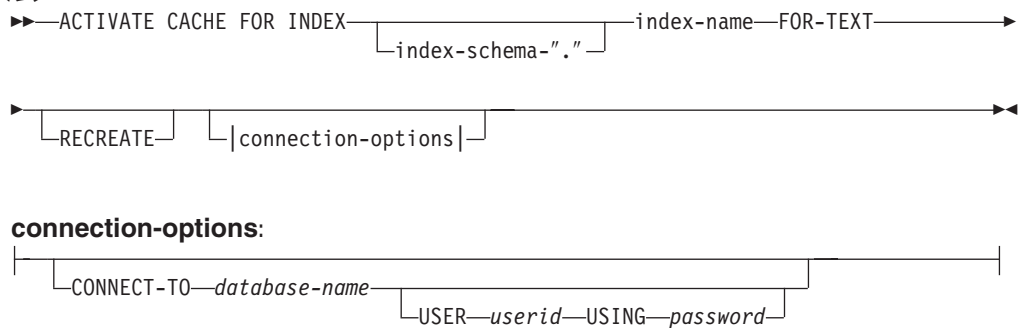 ACTIVATE CACHE FOR INDEX index-name FOR-TEXT
index-schema-"."
RECREATE |connection-options|
connection-options:
CONNECT-TO database-name
USER userid USING password